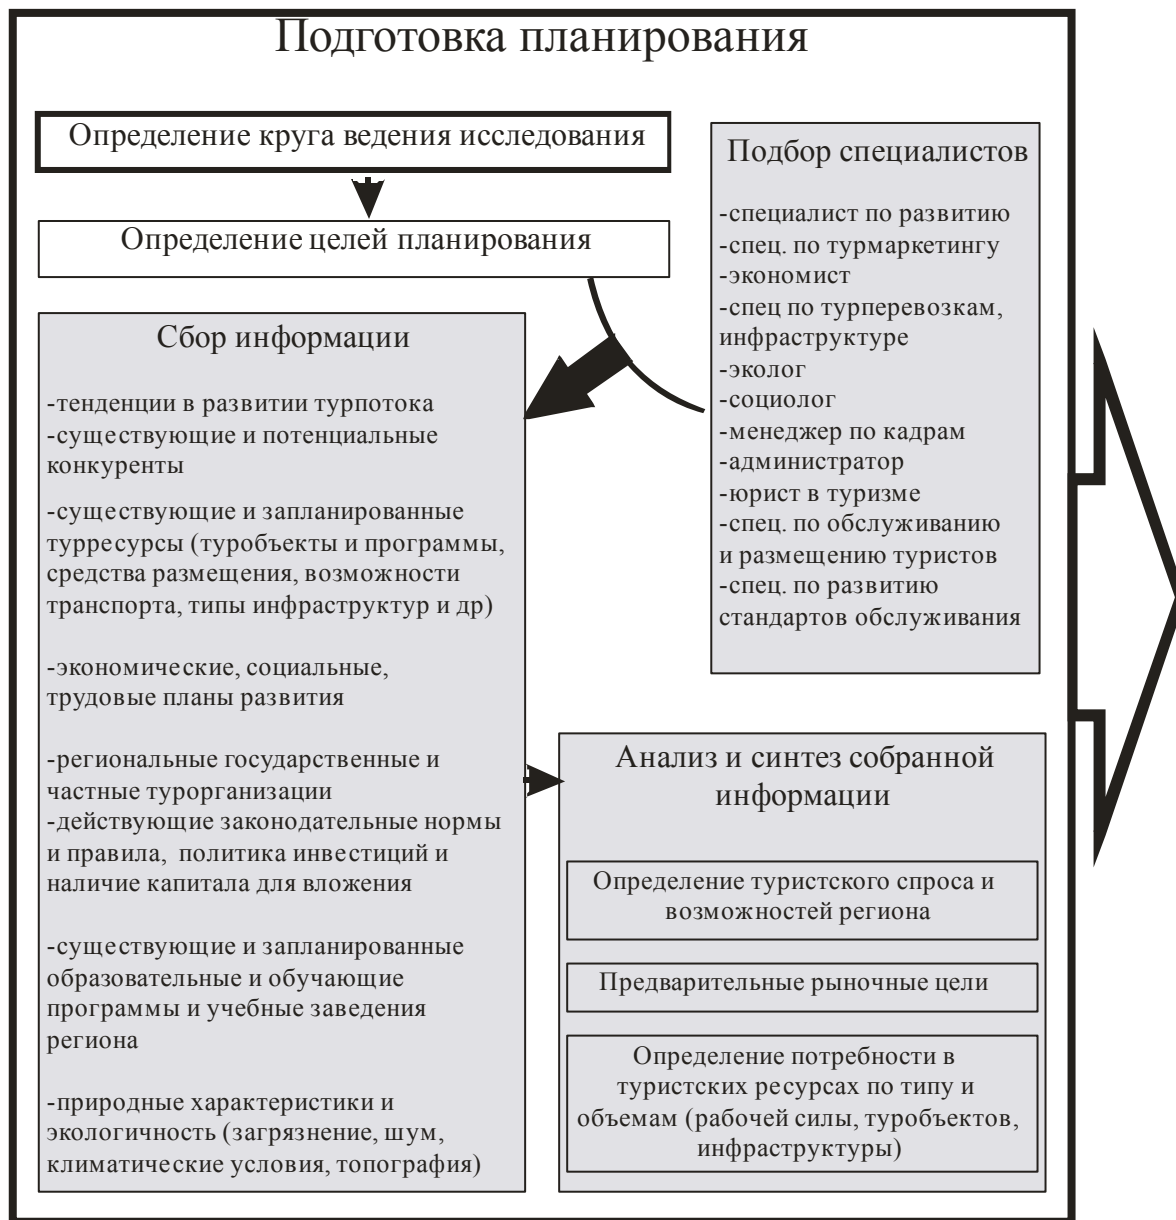 Подготовка планирования
Определение круга ведения исследования
Определение целей планирования
Подбор специалистов
-специалист по развитию
-спец. по турмаркетингу
-экономист
-спец по турперевозкам,
инфраструктуре
-эколог
-социолог
-менеджер по кадрам
-администратор
-юрист в туризме
-спец. по обслуживанию
и размещению туристов
-спец. по развитию
стандартов обслуживания
Сбор информации
-тенденции в развитии турпотока
-существующие и потенциальные
конкуренты
-существующие и запланированные
турресурсы (туробъекты и программы,
средства размещения, возможности
транспорта, типы инфраструктур и др)
-экономические, социальные,
трудовые планы развития
-региональные государственные и
частные турорганизации
-действующие законодательные нормы
и правила, политика инвестиций и
наличие капитала для вложения
-существующие и запланированные
образовательные и обучающие
программы и учебные заведения
региона
-природные характеристики и
экологичность (загрязнение, шум,
климатические условия, топография)
Анализ и синтез собранной
информации
Определение туристского спроса и
возможностей региона
Предварительные рыночные цели
Определение потребности в
туристских ресурсах по типу и
объемам (рабочей силы, туробъектов,
инфраструктуры)